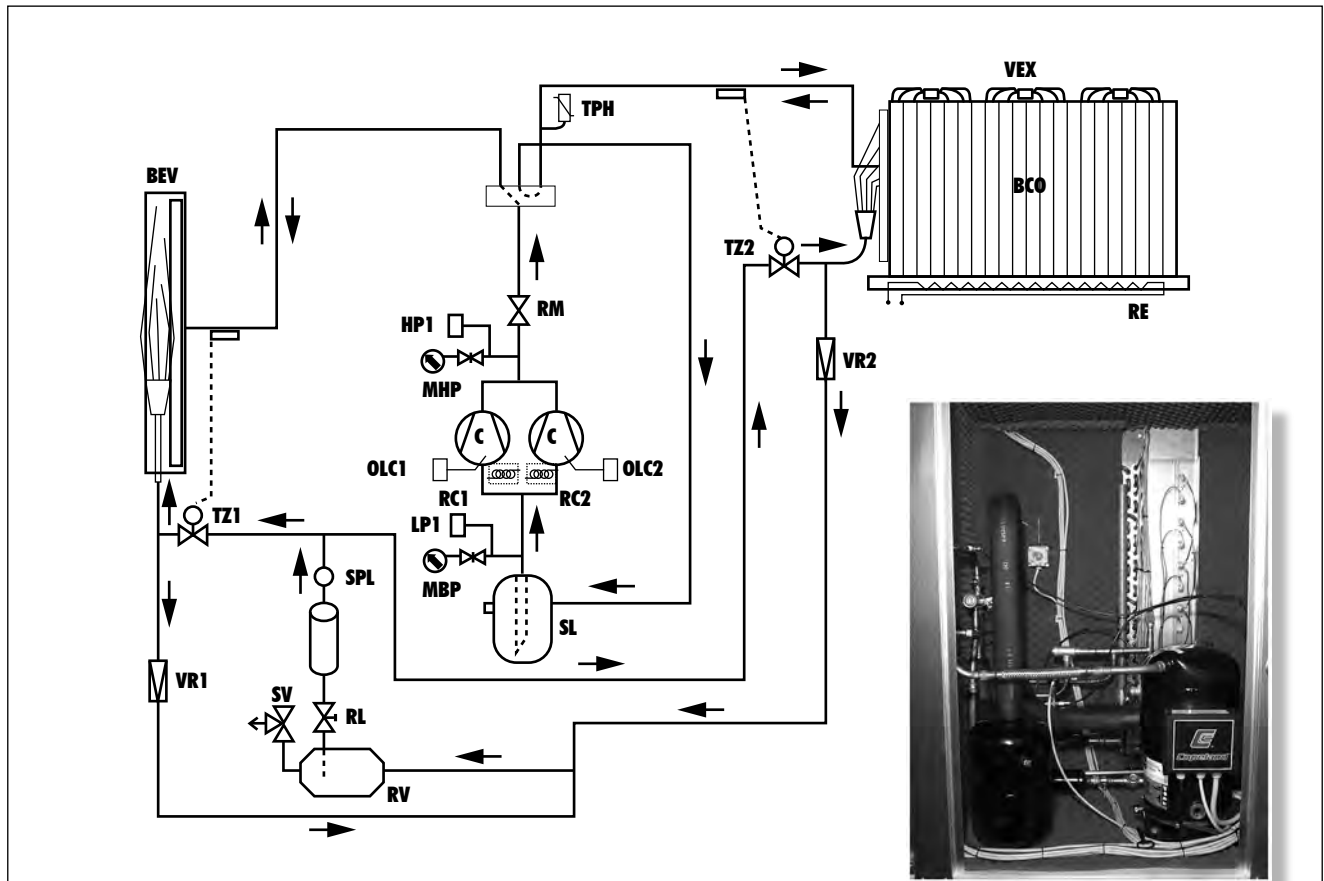 VEX
TPH
BEV
BCO
TZ2
RM
RE
HP1
VR2
MHP
C
C
OLC1
OLC2
RC1
RC2
TZ1
LP1
SPL
MBP
SL
VR1
SV
RL
RV
Copeland